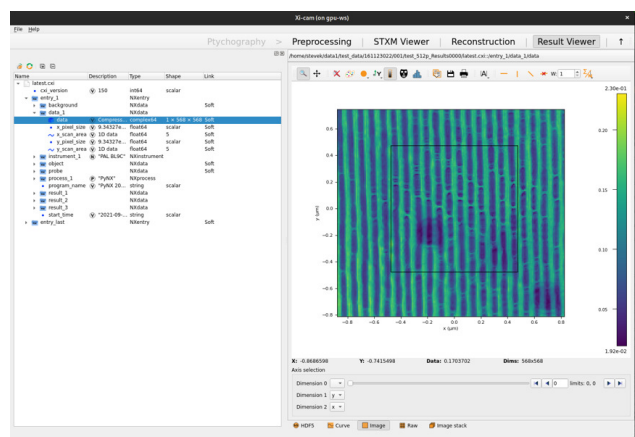 Xi-cam (on gpu-ws)
File Help
Ptychography > Preprocessing | STXM Viewer | Reconstruction | Result Viewer | ↑
/home/stevek/data1/test_data/161123022/001/test_512p_Results0000/latest.cxi::/entry_1/data_1/data
Name Description Type Shape Link
latest.cxi
cxi_version 150 int64 scalar
entry_1 NXentry
background NXdata Soft
data_1 NXdata
data Compress... complex64 1 × 568 × 568 Soft
x_pixel_size 9.34327e... float64 scalar Soft
x_scan_area 1D data float64 5 Soft
y_pixel_size 9.34327e... float64 scalar Soft
y_scan_area 1D data float64 5 Soft
instrument_1 "PAL BL9C" NXinstrument
object NXdata Soft
probe NXdata Soft
process_1 "PyNX" NXprocess
program_name "PyNX 20... string scalar
result_1 NXdata Soft
result_2 NXdata Soft
result_3 NXdata Soft
start_time "2021-09-... string scalar
entry_last NXentry Soft
|A| W: 1
2.30e-01
0.20
0.15
0.10
0.05
1.92e-02
0.6
0.4
0.2
0.0
−0.2
−0.4
−0.6
−0.8
y (μm)
−0.8 −0.6 −0.4 −0.2 0.0 0.2 0.4 0.6 0.8
x (μm)
X: -0.8686598 Y: -0.7415498 Data: 0.1703702 Dims: 568x568
Axis selection
Dimension 0 0 limits: 0, 0
Dimension 1 y
Dimension 2 x
HDF5 Curve Image Raw Image stack